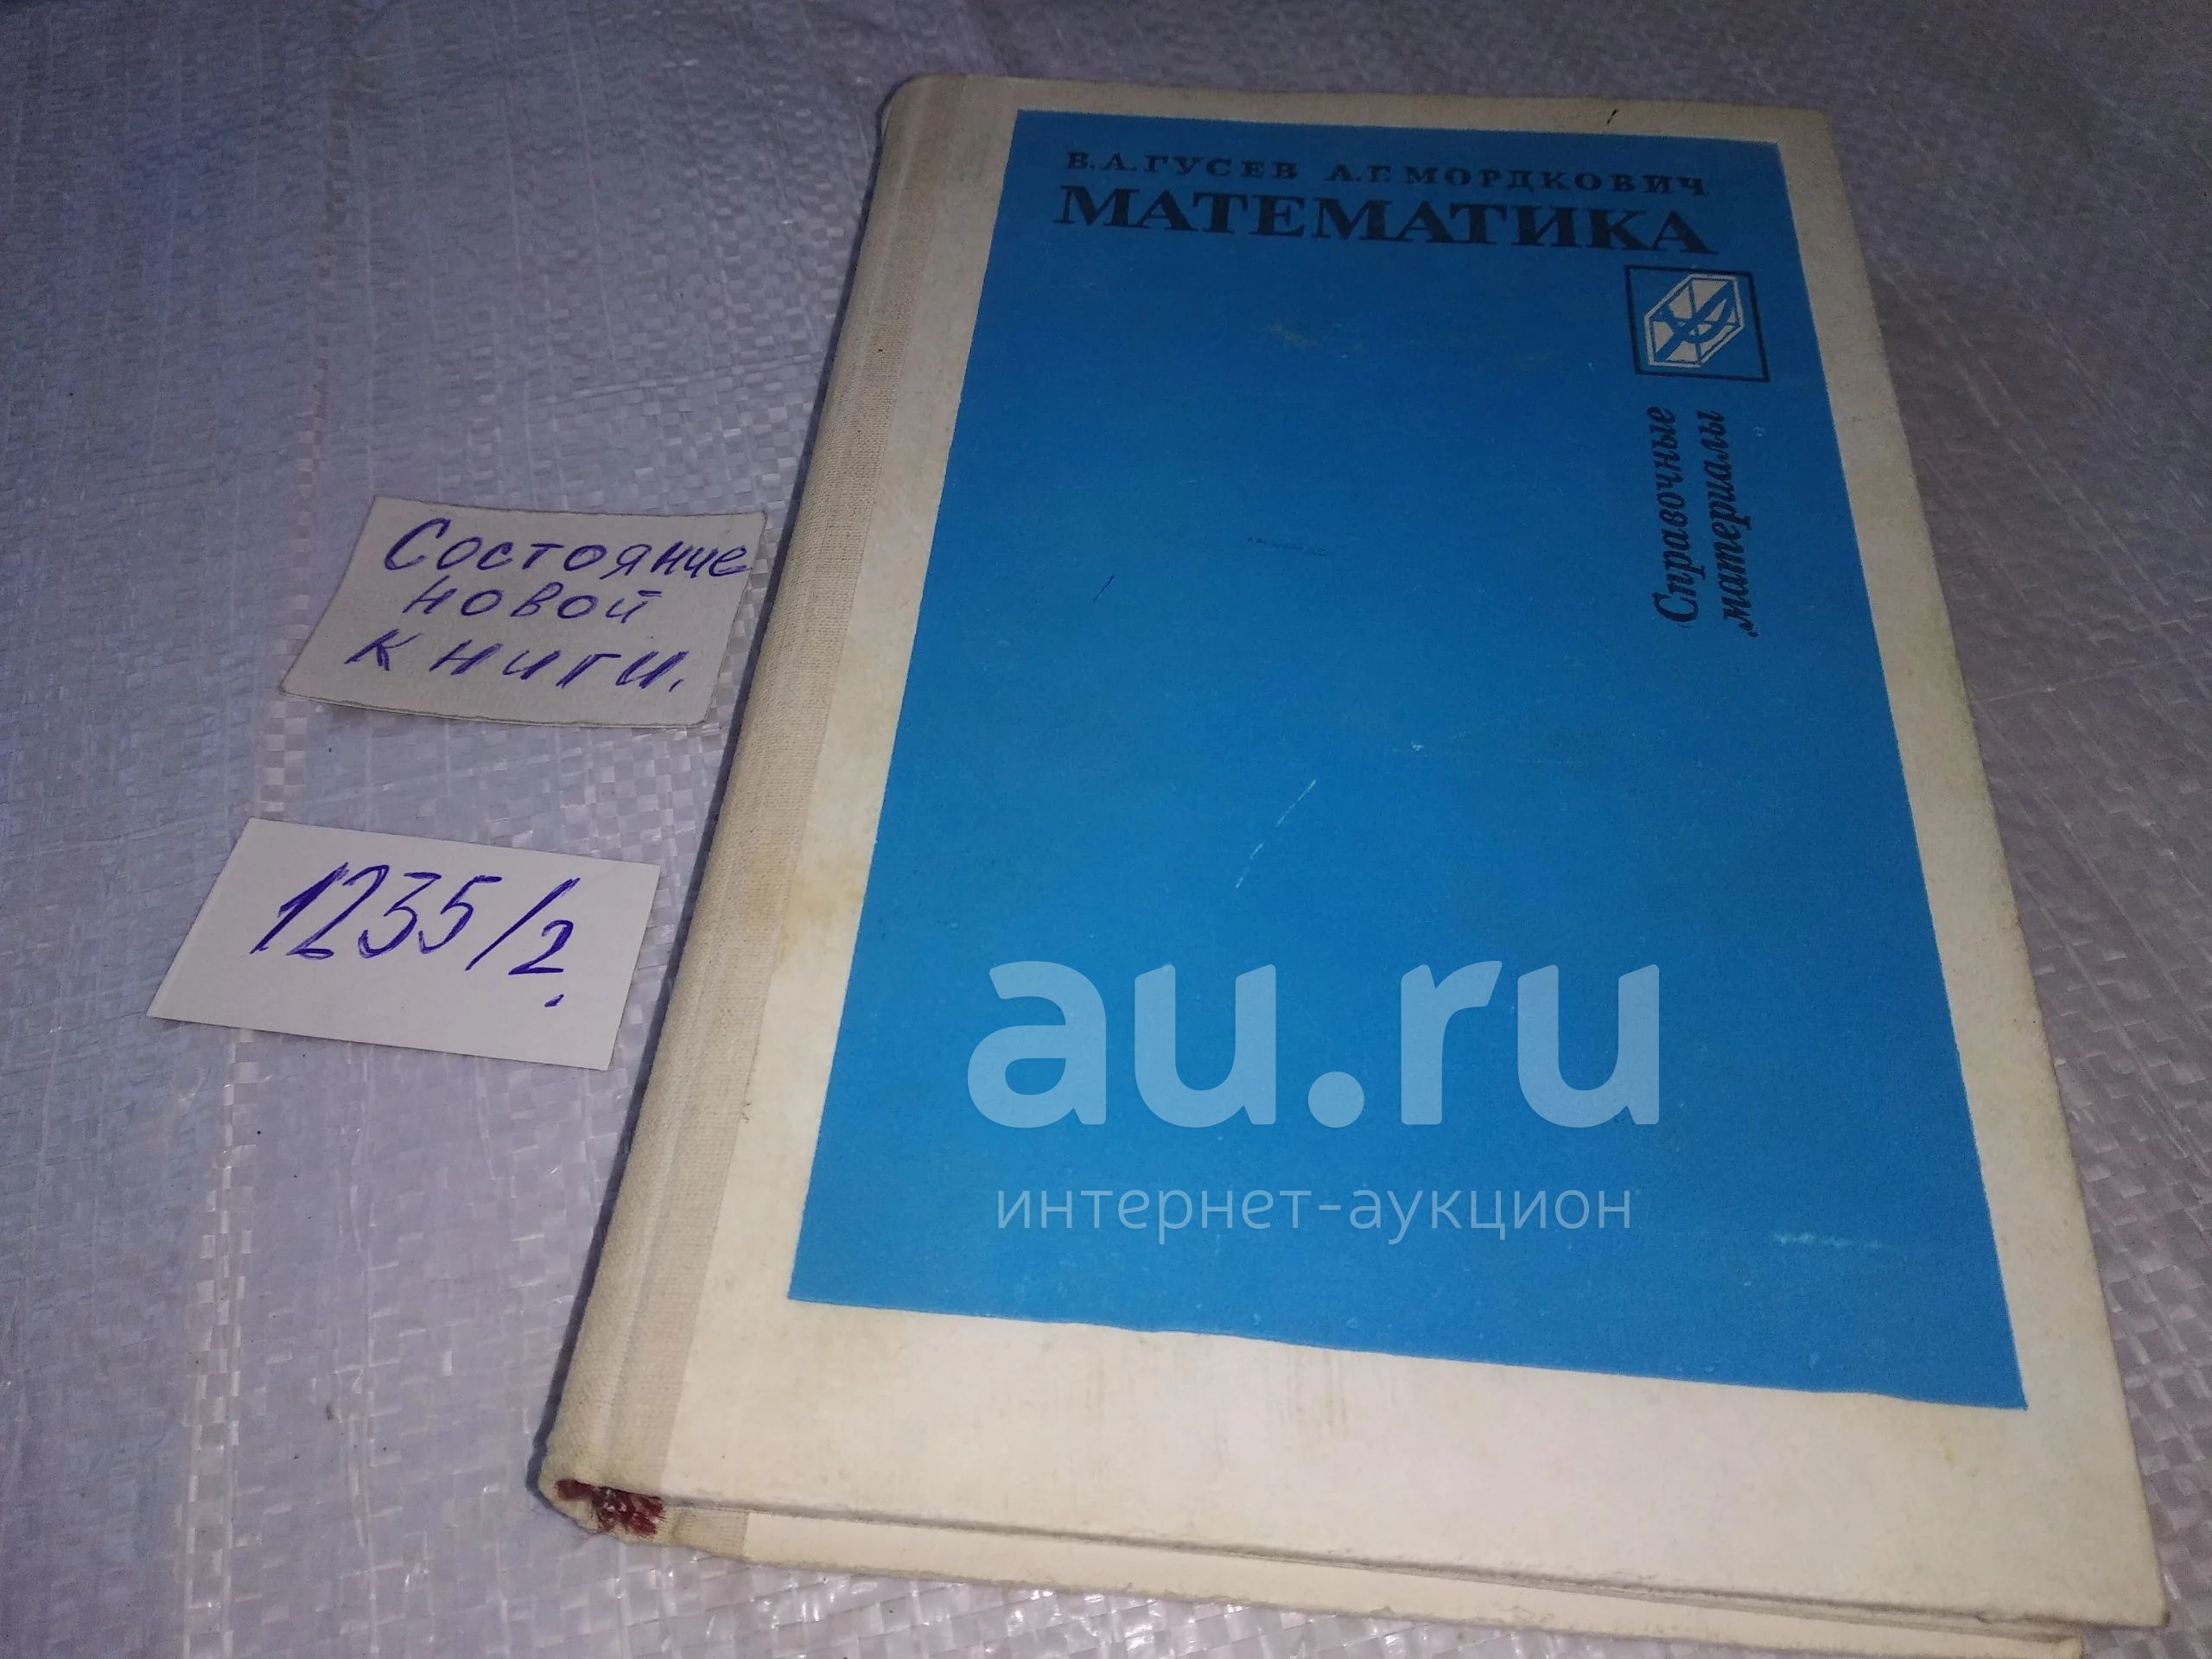 В. А. ГУСЕВ А. Г. МОРДКОВИЧ
МАТЕМАТИКА
Справочные
материалы
Состояние
новой
книги.
1235/2.
au.ru
интернет-аукцион